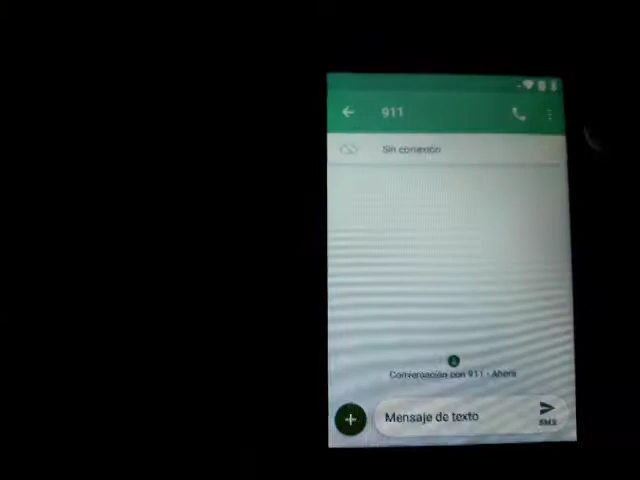 911
Sin conexión
Conversación con 911 • Ahora
Mensaje de texto
SMS